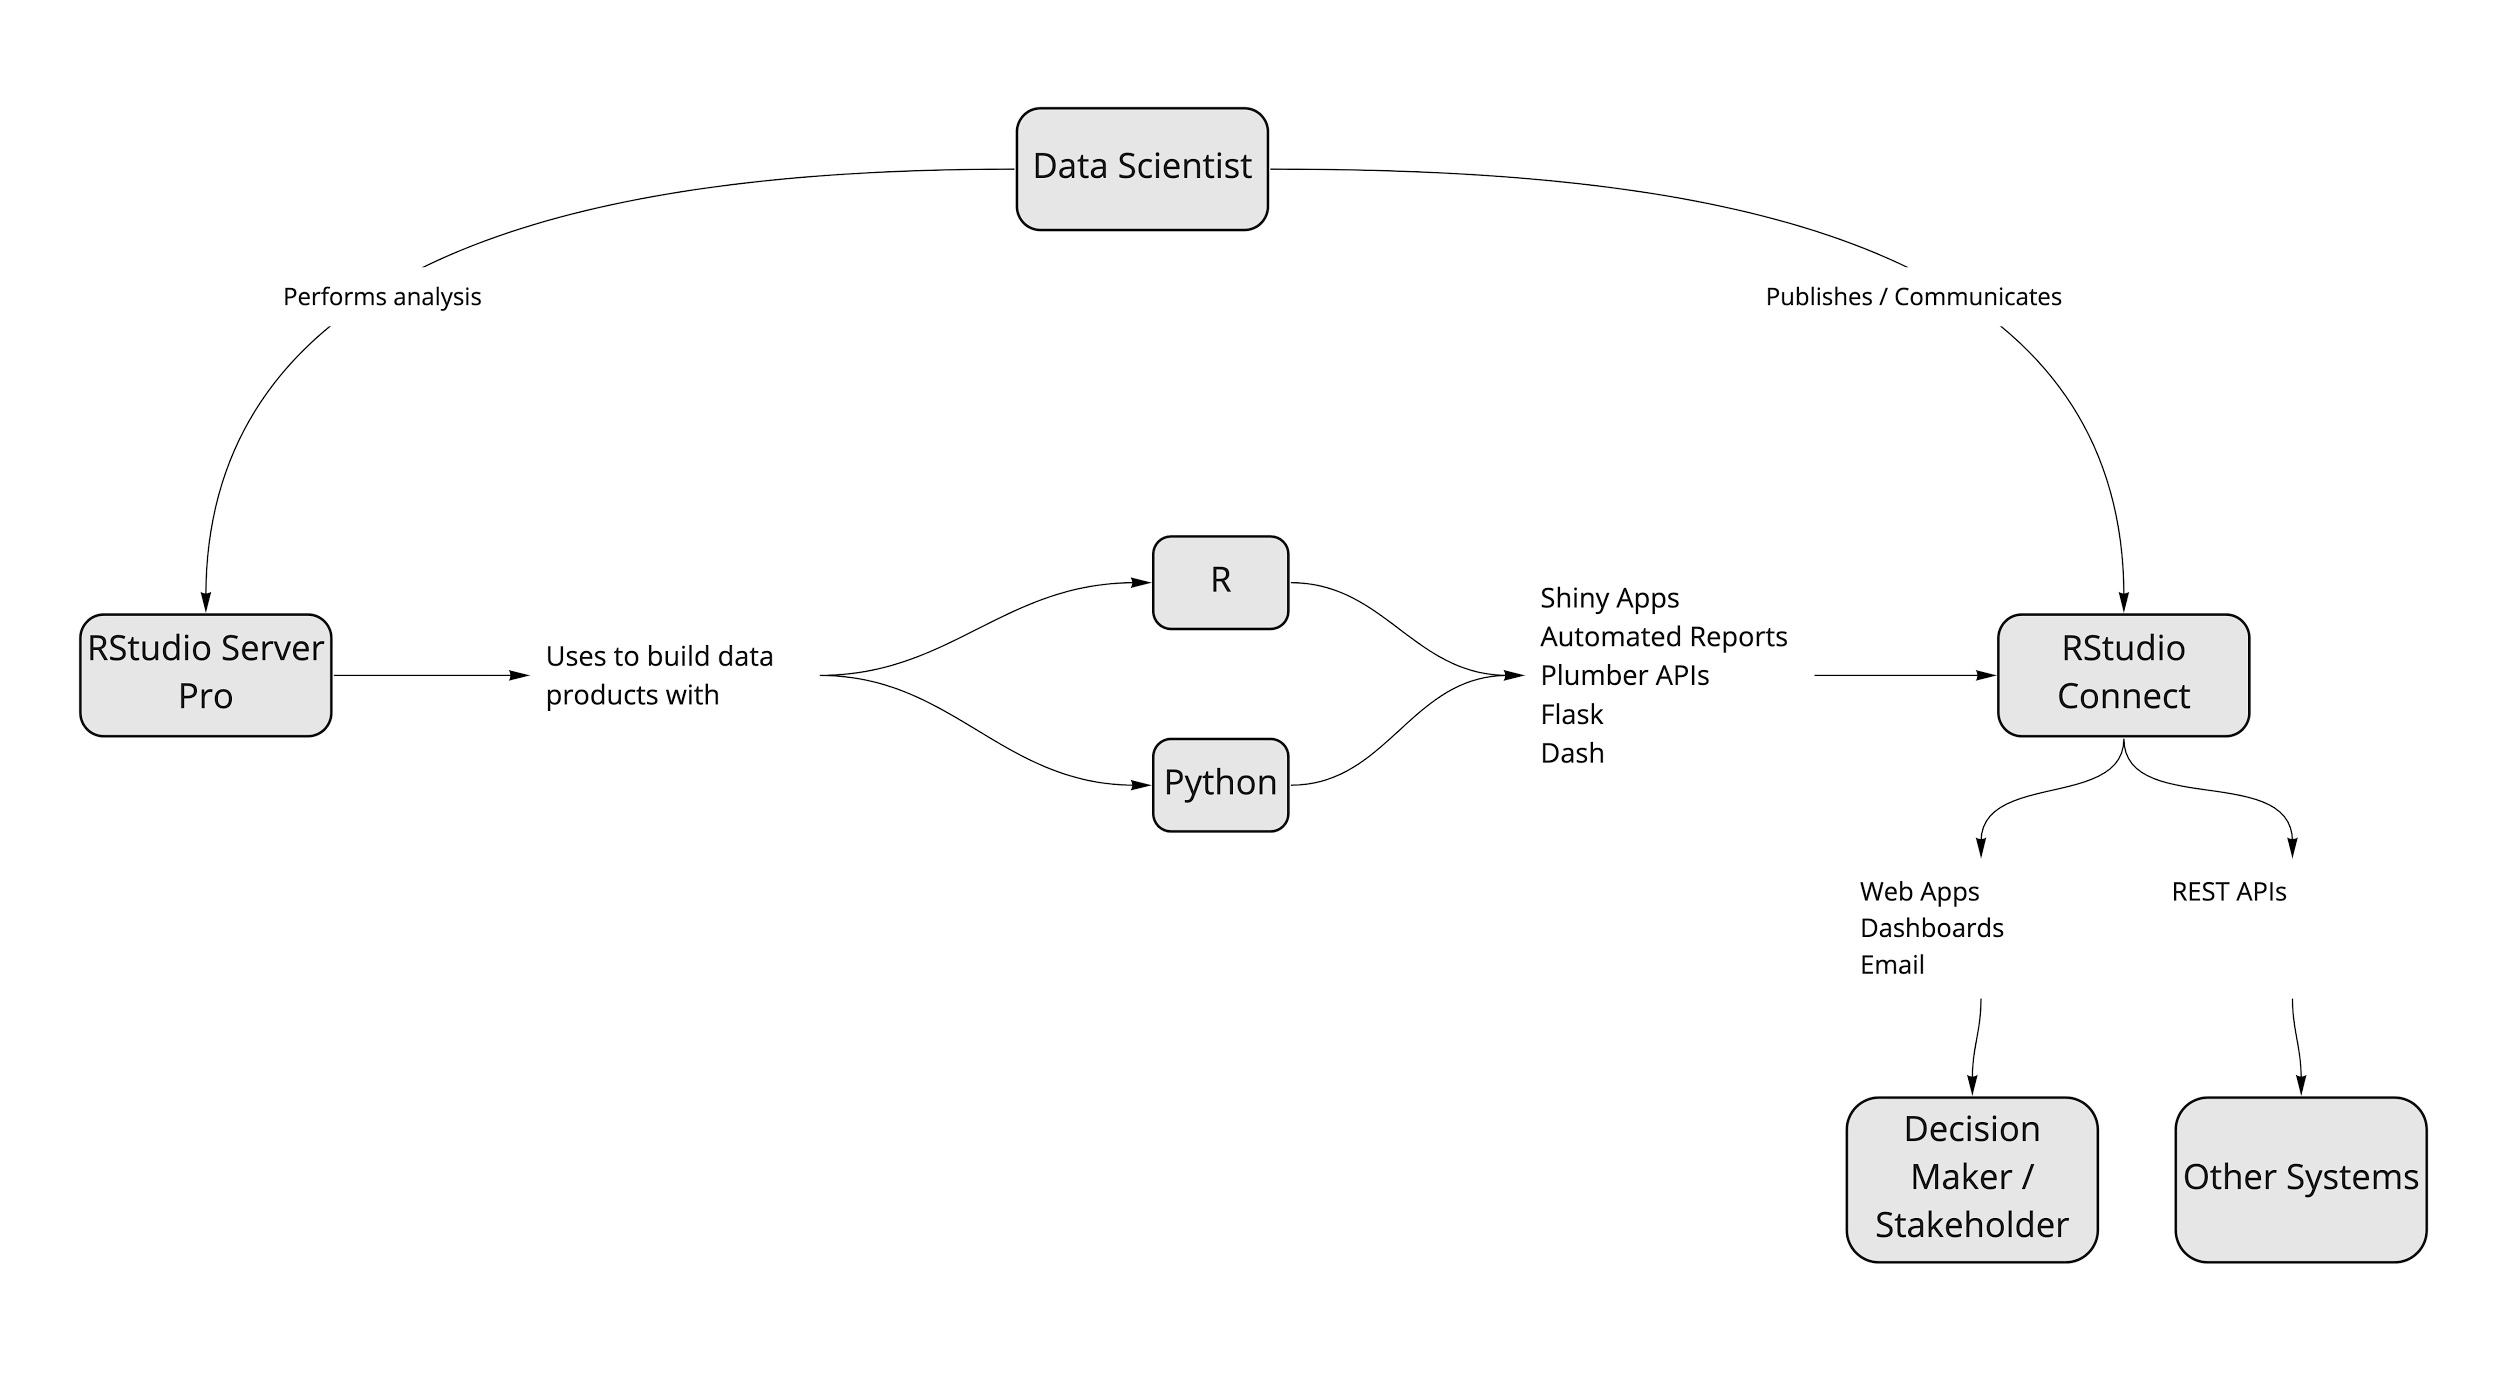 Data Scientist
Performs analysis
Publishes / Communicates
RStudio Server
Pro
Uses to build data
products with
R
Python
Shiny Apps
Automated Reports
Plumber APIs
Flask
Dash
RStudio
Connect
Web Apps
Dashboards
Email
REST APIs
Decision
Maker /
Stakeholder
Other Systems